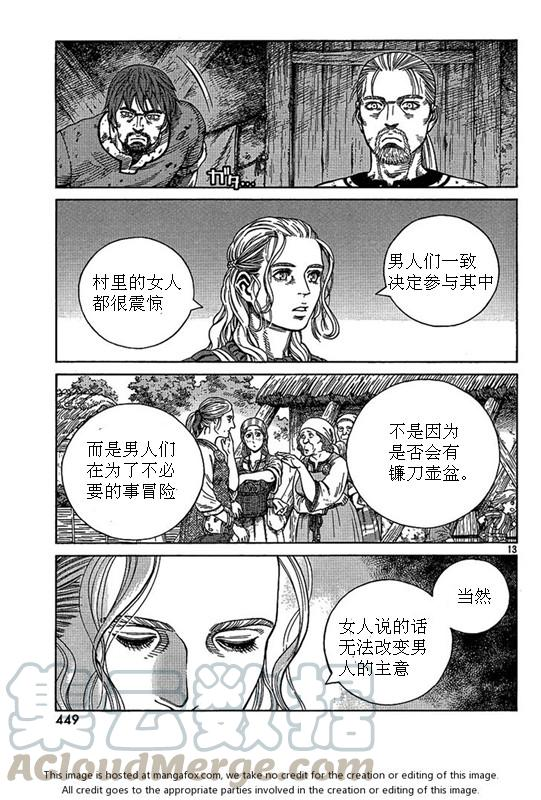 ガタ…
男人们一致
决定参与其中
村里的女人
都很震惊
不是因为
是否会有
镰刀壶盆。
而是男人们
在为了不必
要的事冒险
13
当然
女人说的话
无法改变男
人的主意
集云数据
449
ACloudMerge.com
This image is hosted at mangafox.com, we take no credit for the creation or editing of this image.
All credit goes to the appropriate parties involved in the creation or editing of this image.